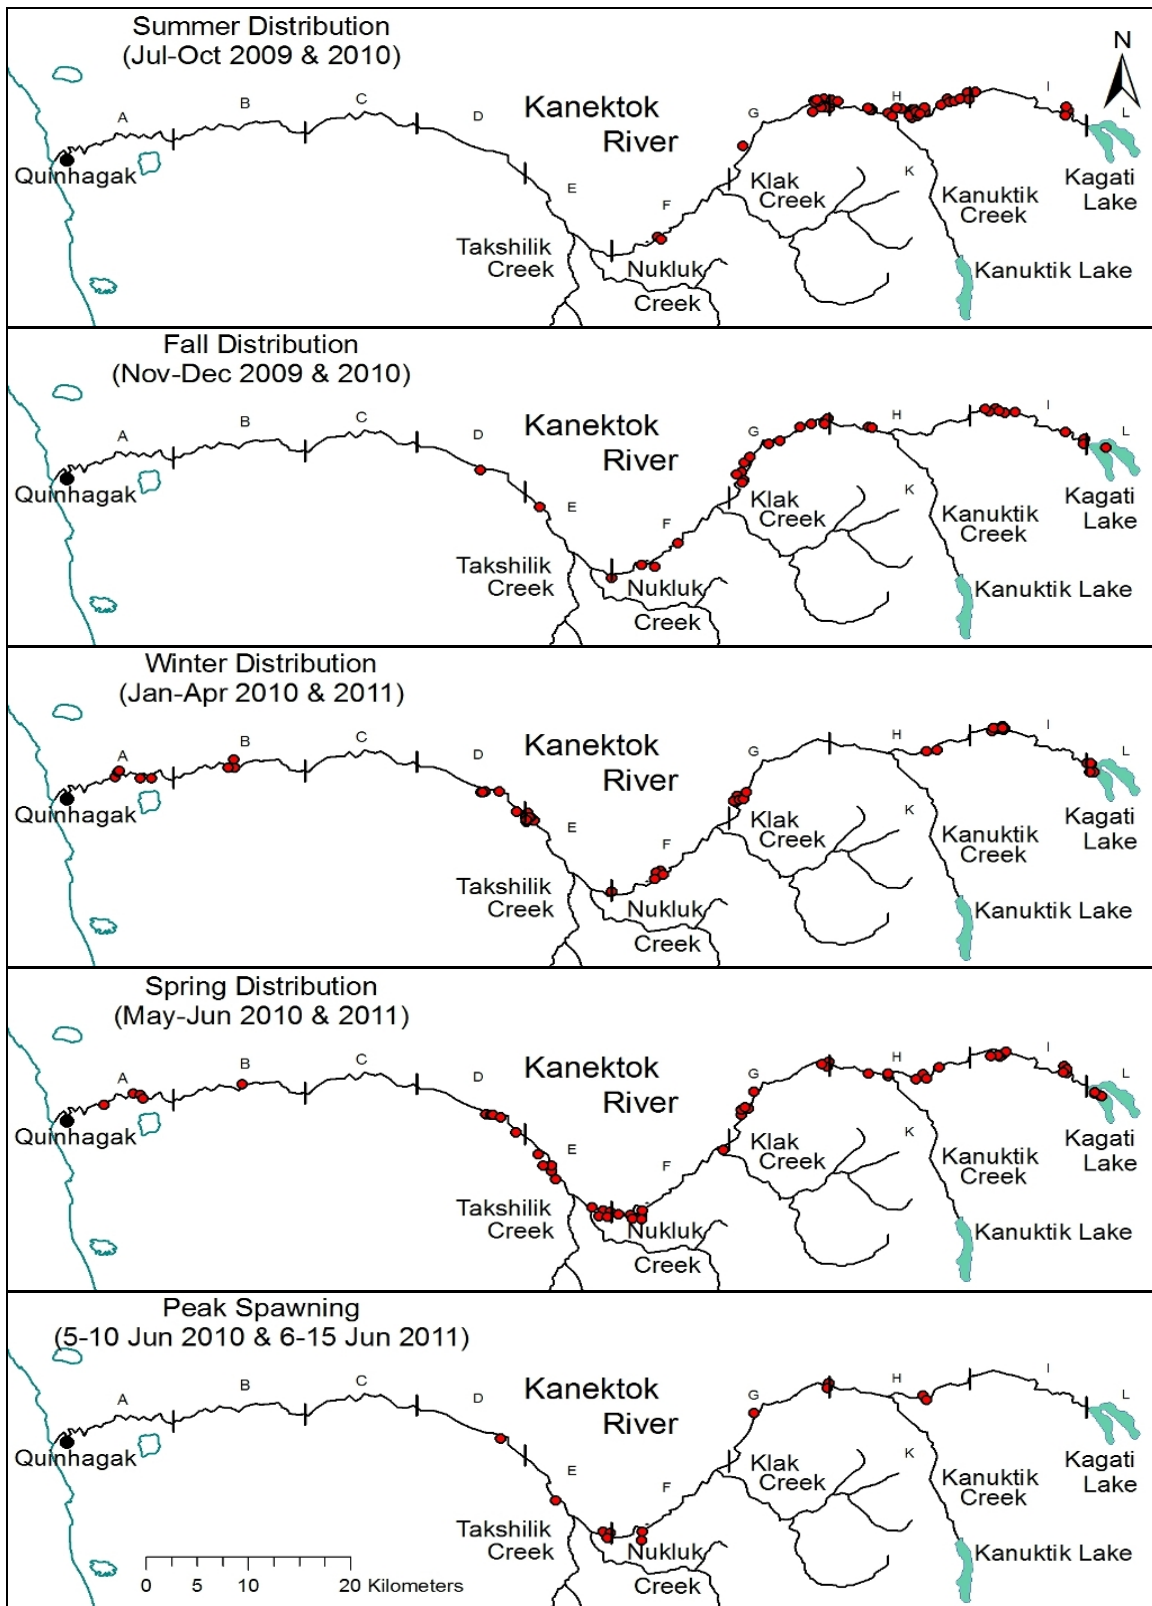 Summer Distribution
(Jul-Oct 2009 & 2010)
N
A
B
C
D
Kanektok
River
G
H
I
L
Quinhagak
E
F
Klak
Creek
K
Kanuktik
Creek
Kagati
Lake
Takshilik
Creek
Nukluk
Creek
Kanuktik Lake
Fall Distribution
(Nov-Dec 2009 & 2010)
A
B
C
D
Kanektok
River
G
H
I
L
Quinhagak
E
F
Klak
Creek
K
Kanuktik
Creek
Kagati
Lake
Takshilik
Creek
Nukluk
Creek
Kanuktik Lake
Winter Distribution
(Jan-Apr 2010 & 2011)
A
B
C
D
Kanektok
River
G
H
I
L
Quinhagak
E
F
Klak
Creek
K
Kanuktik
Creek
Kagati
Lake
Takshilik
Creek
Nukluk
Creek
Kanuktik Lake
Spring Distribution
(May-Jun 2010 & 2011)
A
B
C
D
Kanektok
River
G
H
I
L
Quinhagak
E
F
Klak
Creek
K
Kanuktik
Creek
Kagati
Lake
Takshilik
Creek
Nukluk
Creek
Kanuktik Lake
Peak Spawning
(5-10 Jun 2010 & 6-15 Jun 2011)
A
B
C
D
Kanektok
River
G
H
I
L
Quinhagak
E
F
Klak
Creek
K
Kanuktik
Creek
Kagati
Lake
Takshilik
Creek
Nukluk
Creek
Kanuktik Lake
0 5 10 20 Kilometers